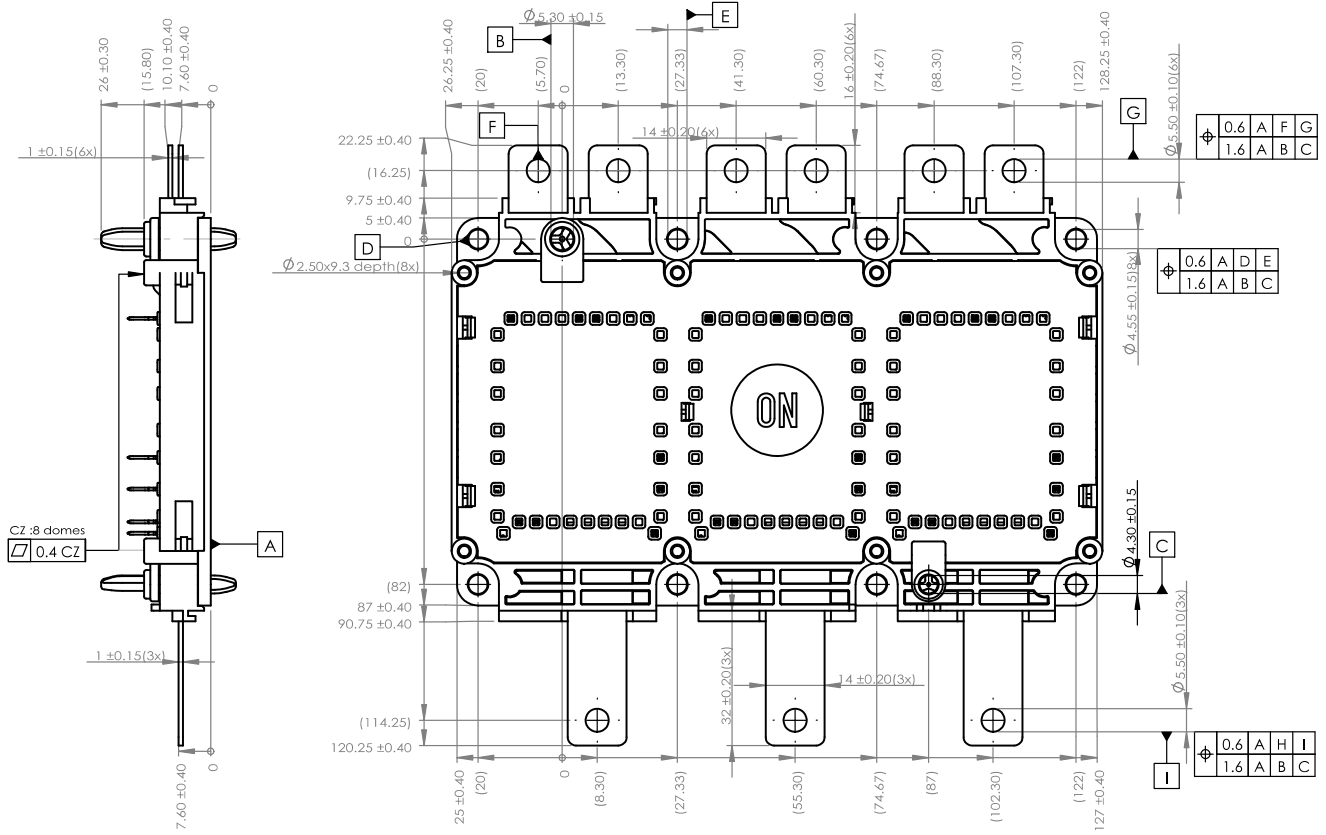 26 ±0.30
(15.80)
10.10 ±0.40
7.60 ±0.40
0
1 ±0.15(6x)
CZ :8 domes
0.4 CZ
A
1 ±0.15(3x)
7.60 ±0.40
0
Ø5.30 ±0.15
B
E
26.25 ±0.40
(20)
(5.70)
0
(13.30)
(27.33)
(41.30)
(60.30)
16 ±0.20(6x)
(74.67)
(88.30)
(107.30)
(122)
128.25 ±0.40
F
14 ±0.20(6x)
G
Ø5.50 ±0.10(6x)
0.6 A F G
1.6 A B C
22.25 ±0.40
(16.25)
9.75 ±0.40
5 ±0.40
0
D
Ø2.50x9.3 depth(8x)
Ø4.55 ±0.15(8x)
0.6 A D E
1.6 A B C
ON
Ø4.30 ±0.15
C
(82)
87 ±0.40
90.75 ±0.40
32 ±0.20(3x)
14 ±0.20(3x)
Ø5.50 ±0.10(3x)
(114.25)
120.25 ±0.40
I
0.6 A H I
1.6 A B C
25 ±0.40
(20)
0
(8.30)
(27.33)
(55.30)
(74.67)
(87)
(102.30)
(122)
127 ±0.40